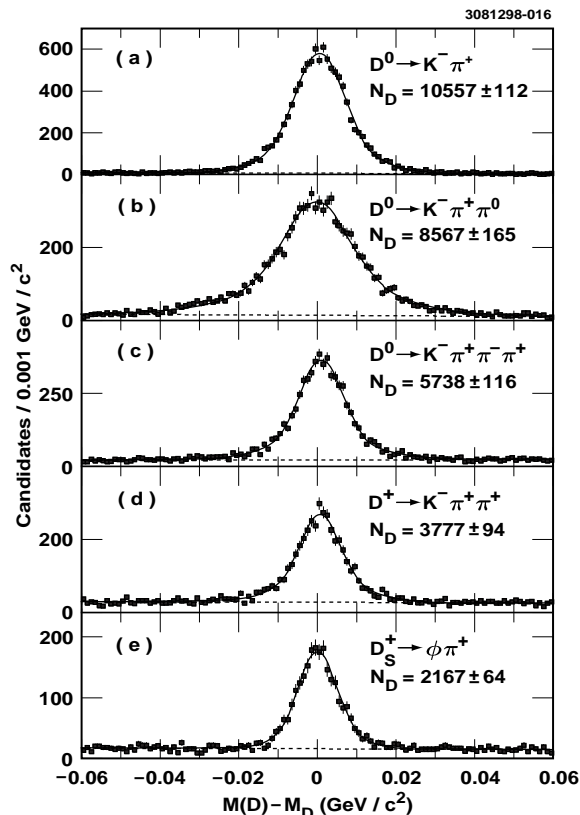 3081298-016
(a)
D⁰→K⁻π⁺
N_D = 10557 ±112
600
400
200
0
(b)
D⁰→K⁻π⁺π⁰
N_D = 8567 ±165
200
0
(c)
D⁰→K⁻π⁺π⁻π⁺
N_D = 5738 ±116
250
0
(d)
D⁺→K⁻π⁺π⁺
N_D = 3777 ±94
200
0
(e)
D_S⁺→ϕπ⁺
N_D = 2167 ±64
200
100
0
−0.06 −0.04 −0.02 0 0.02 0.04 0.06
M(D)−M_D (GeV / c²)
Candidates / 0.001 GeV / c²